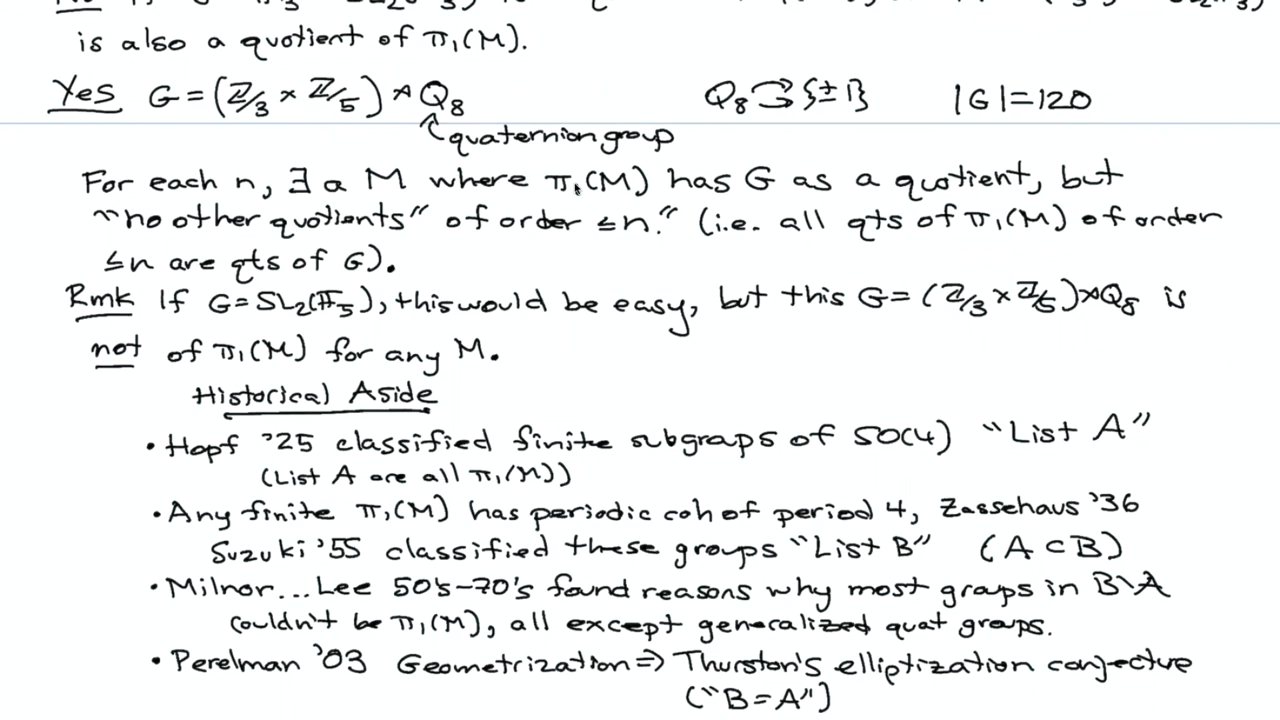 is also a quotient of π₁(M).
Yes G = (ℤ/3 × ℤ/5) ⋊ Q₈ Q₈ ↷ {±1} |G|=120
quaternion group
For each n, ∃ a M where π₁(M) has G as a quotient, but
"no other quotients" of order ≤n." (i.e. all qts of π₁(M) of order
≤n are qts of G).
Rmk If G=SL₂(𝔽₅), this would be easy, but this G=(ℤ/3 × ℤ/5)⋊Q₈ is
not of π₁(M) for any M.
Historical Aside
• Hopf '25 classified finite subgraps of SO(4) "List A"
(List A are all π₁(M))
• Any finite π₁(M) has periodic coh of period 4, Zassehaus '36
Suzuki '55 classified these groups "List B" (A⊂B)
• Milnor...Lee 50's-70's found reasons why most graps in B\A
couldn't be π₁(M), all except generalized quat graps.
• Perelman '03 Geometrization ⇒ Thurston's elliptization conjecture
("B=A")